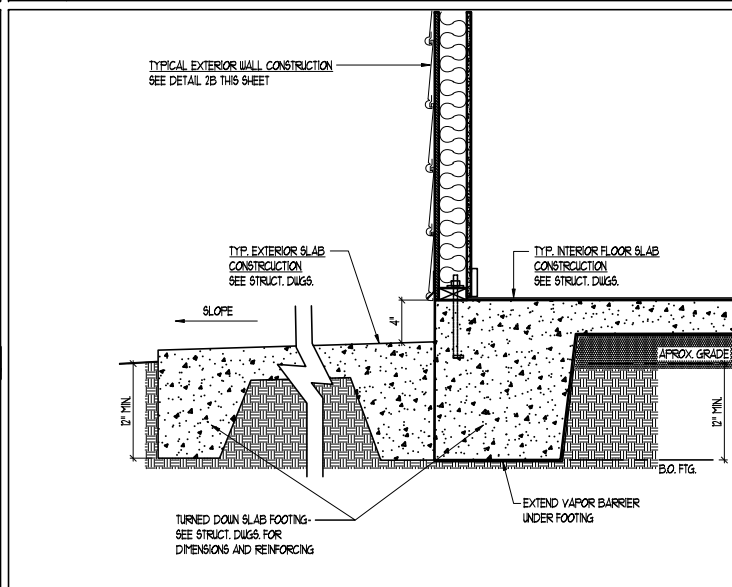 TYPICAL EXTERIOR WALL CONSTRUCTION
SEE DETAIL 2B THIS SHEET
TYP. EXTERIOR SLAB
CONSTRCUCTION
SEE STRUCT. DWGS.
TYP. INTERIOR FLOOR SLAB
CONSTRCUCTION
SEE STRUCT. DWGS.
SLOPE
4"
APROX. GRADE
12" MIN.
12" MIN.
B.O. FTG.
EXTEND VAPOR BARRIER
UNDER FOOTING
TURNED DOWN SLAB FOOTING-
SEE STRUCT. DWGS. FOR
DIMENSIONS AND REINFORCING